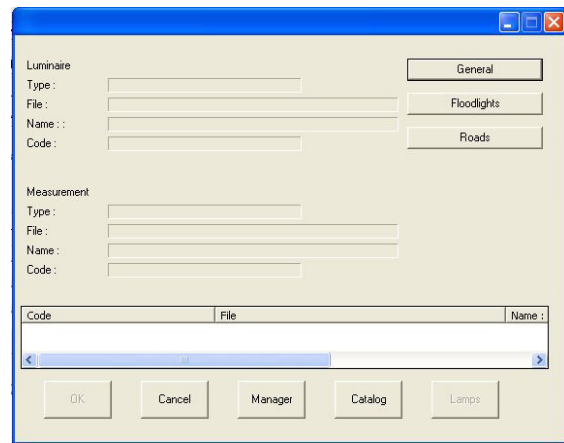 Luminaire
General
Type :
File :
Floodlights
Name : :
Code :
Roads
Measurement
Type :
File :
Name :
Code :
Code File Name :
OK Cancel Manager Catalog Lamps